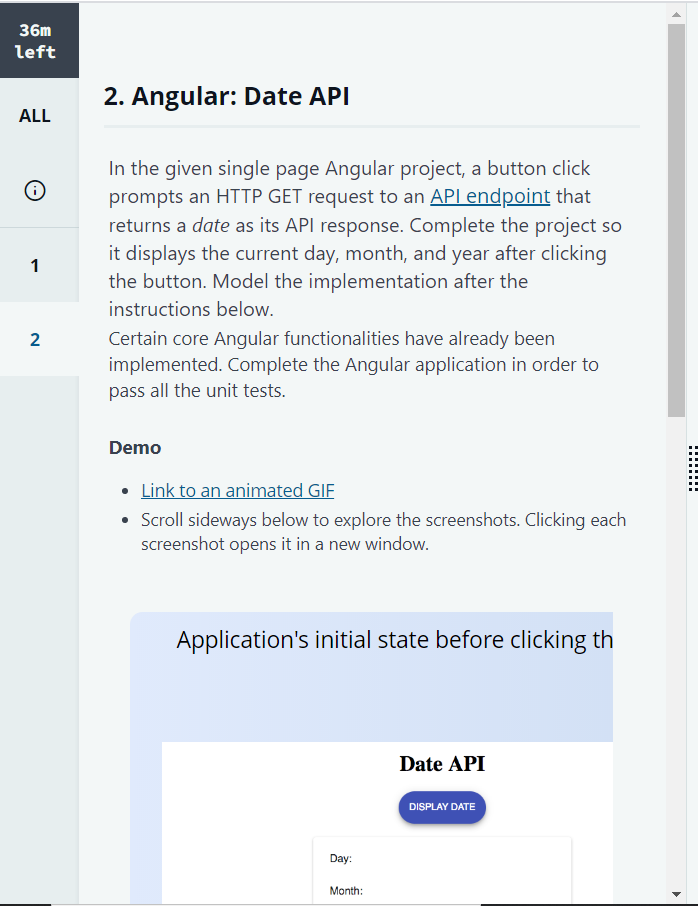 36m
left
ALL
1
2
2. Angular: Date API
In the given single page Angular project, a button click
prompts an HTTP GET request to an API endpoint that
returns a date as its API response. Complete the project so
it displays the current day, month, and year after clicking
the button. Model the implementation after the
instructions below.
Certain core Angular functionalities have already been
implemented. Complete the Angular application in order to
pass all the unit tests.
Demo
Link to an animated GIF
Scroll sideways below to explore the screenshots. Clicking each
screenshot opens it in a new window.
Application's initial state before clicking th
Date API
DISPLAY DATE
Day:
Month: